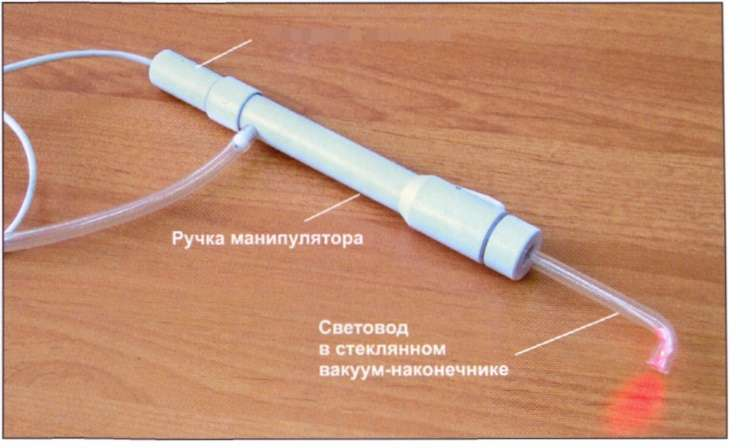 Ручка манипулятора
Световод
в стеклянном
вакуум-наконечнике